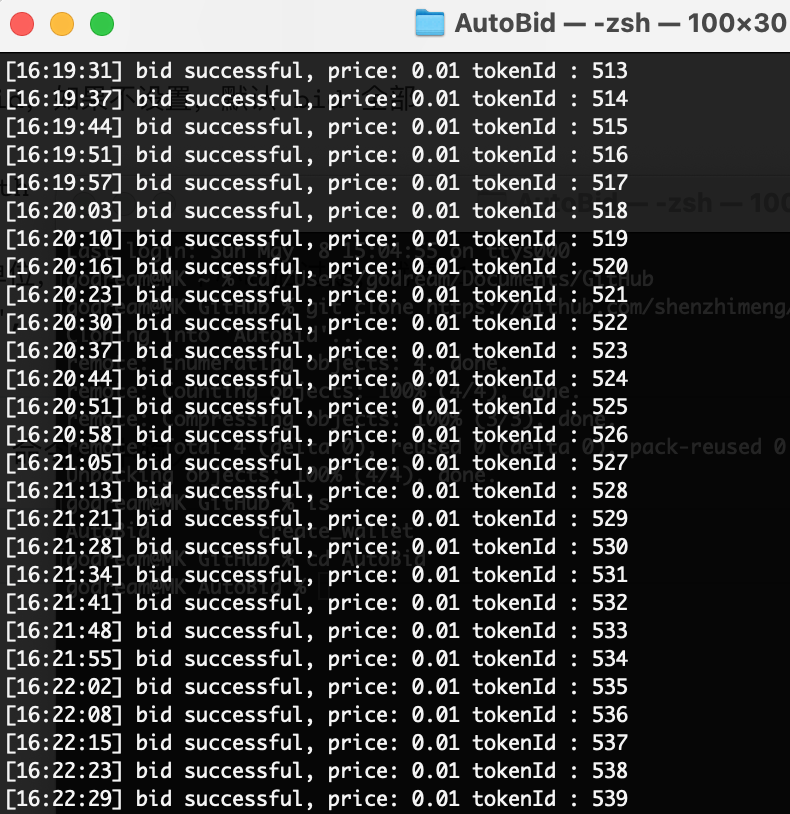 AutoBid — -zsh — 100×30
[16:19:31] bid successful, price: 0.01 tokenId : 513
[16:19:37] bid successful, price: 0.01 tokenId : 514
[16:19:44] bid successful, price: 0.01 tokenId : 515
[16:19:51] bid successful, price: 0.01 tokenId : 516
[16:19:57] bid successful, price: 0.01 tokenId : 517
[16:20:03] bid successful, price: 0.01 tokenId : 518
[16:20:10] bid successful, price: 0.01 tokenId : 519
[16:20:16] bid successful, price: 0.01 tokenId : 520
[16:20:23] bid successful, price: 0.01 tokenId : 521
[16:20:30] bid successful, price: 0.01 tokenId : 522
[16:20:37] bid successful, price: 0.01 tokenId : 523
[16:20:44] bid successful, price: 0.01 tokenId : 524
[16:20:51] bid successful, price: 0.01 tokenId : 525
[16:20:58] bid successful, price: 0.01 tokenId : 526
[16:21:05] bid successful, price: 0.01 tokenId : 527
[16:21:13] bid successful, price: 0.01 tokenId : 528
[16:21:21] bid successful, price: 0.01 tokenId : 529
[16:21:28] bid successful, price: 0.01 tokenId : 530
[16:21:34] bid successful, price: 0.01 tokenId : 531
[16:21:41] bid successful, price: 0.01 tokenId : 532
[16:21:48] bid successful, price: 0.01 tokenId : 533
[16:21:55] bid successful, price: 0.01 tokenId : 534
[16:22:02] bid successful, price: 0.01 tokenId : 535
[16:22:08] bid successful, price: 0.01 tokenId : 536
[16:22:15] bid successful, price: 0.01 tokenId : 537
[16:22:23] bid successful, price: 0.01 tokenId : 538
[16:22:29] bid successful, price: 0.01 tokenId : 539